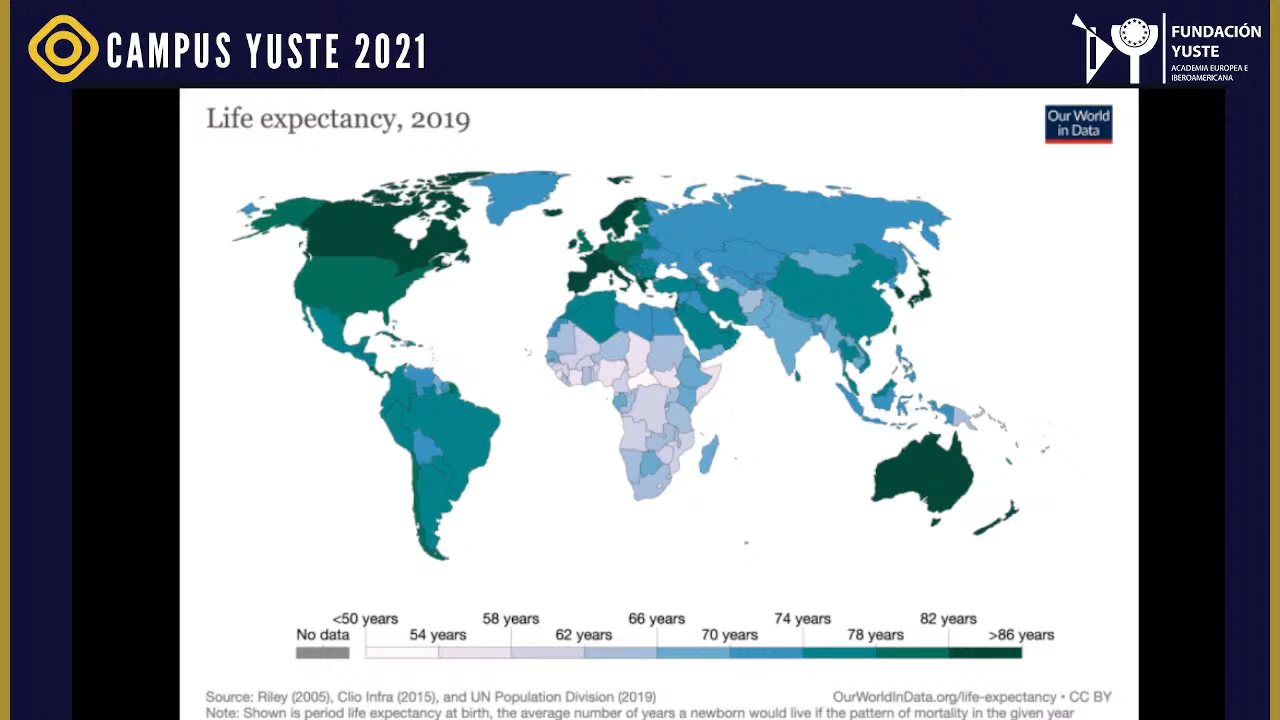 CAMPUS YUSTE 2021
FUNDACIÓN
YUSTE
ACADEMIA EUROPEA E
IBEROAMERICANA
Life expectancy, 2019
Our World
in Data
<50 years 58 years 66 years 74 years 82 years
No data 54 years 62 years 70 years 78 years >86 years
Source: Riley (2005), Clio Infra (2015), and UN Population Division (2019) OurWorldInData.org/life-expectancy • CC BY
Note: Shown is period life expectancy at birth, the average number of years a newborn would live if the pattern of mortality in the given year